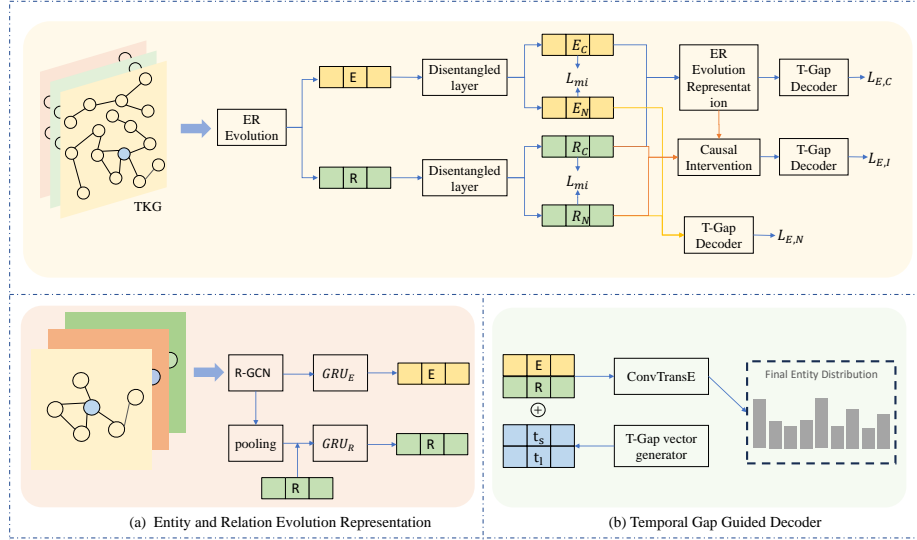 TKG
ER
Evolution
E
R
Disentangled
layer
Disentangled
layer
E_C
L_mi
E_N
R_C
L_mi
R_N
ER
Evolution
Representat
ion
Causal
Intervention
T-Gap
Decoder
T-Gap
Decoder
T-Gap
Decoder
L_E,C
L_E,I
L_E,N
R-GCN
GRU_E
E
pooling
GRU_R
R
R
(a) Entity and Relation Evolution Representation
E
R
t_s
t_l
ConvTransE
T-Gap vector
generator
Final Entity Distribution
(b) Temporal Gap Guided Decoder